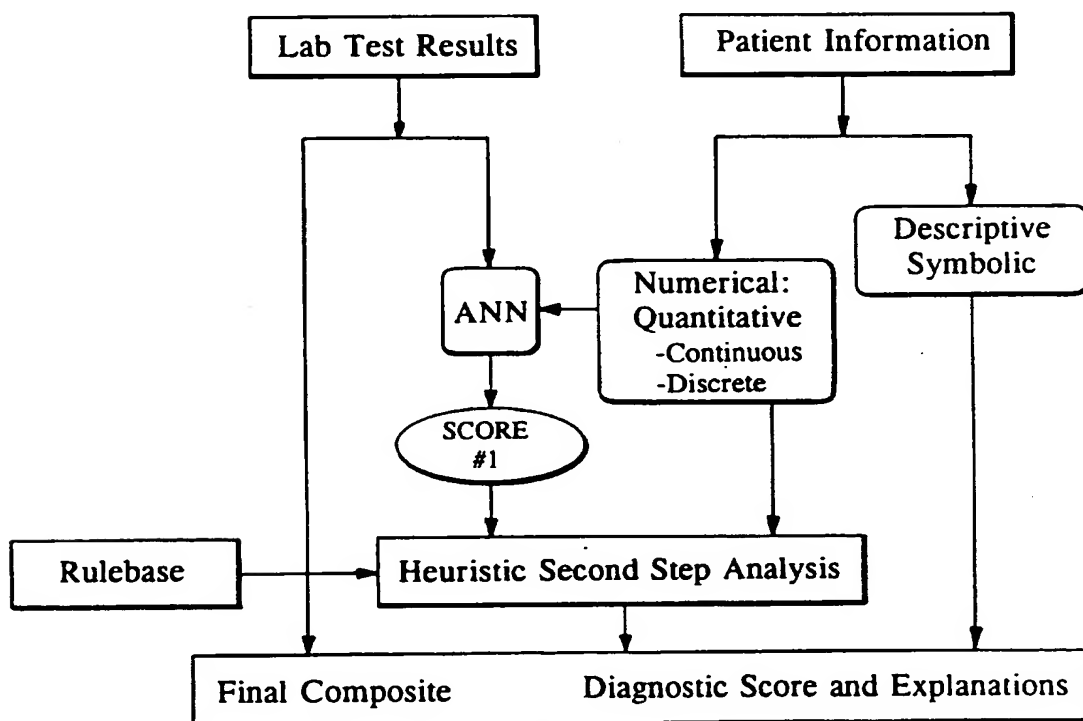 Lab Test Results
Patient Information
Descriptive
Symbolic
ANN
Numerical:
Quantitative
-Continuous
-Discrete
SCORE
#1
Rulebase
Heuristic Second Step Analysis
Final Composite
Diagnostic Score and Explanations